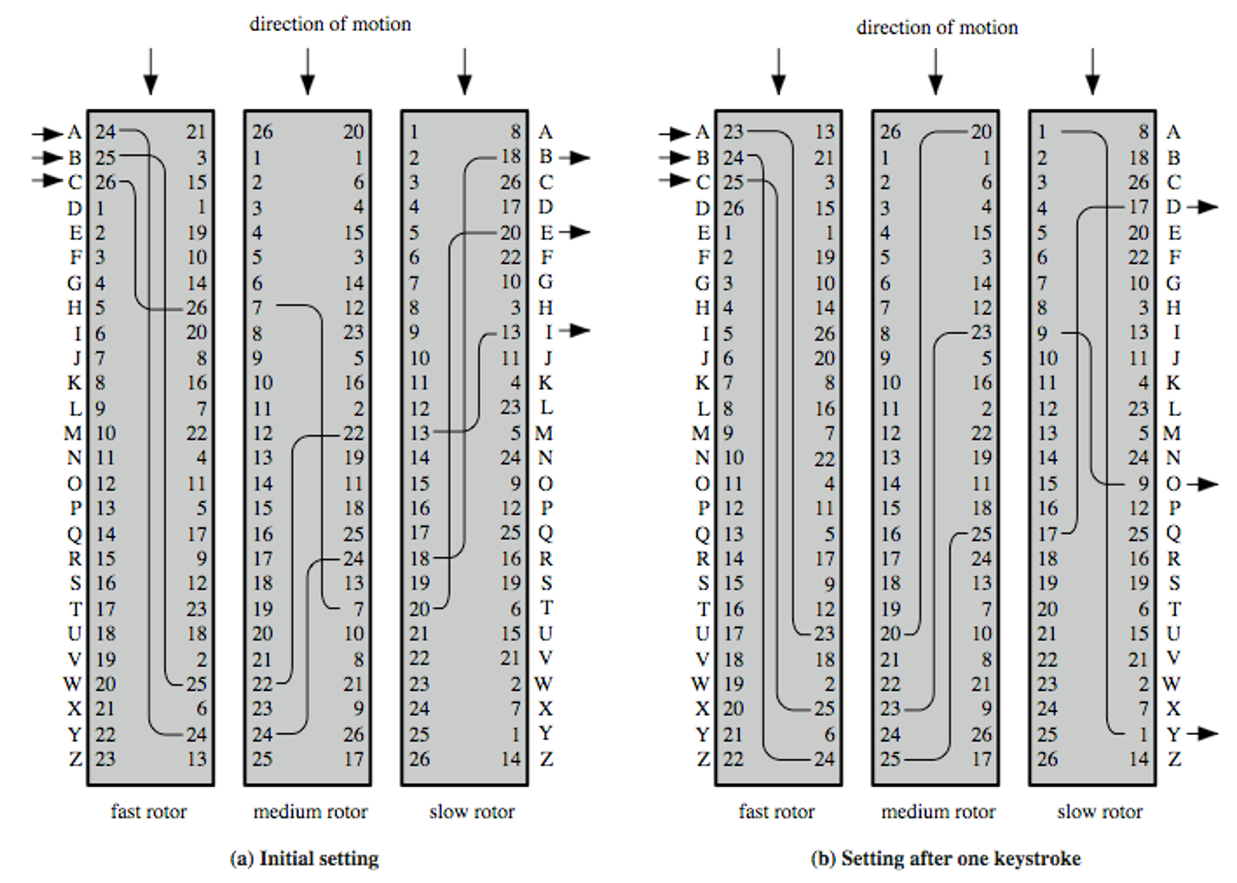 direction of motion
A 24 21 26 20 1 8 A
B 25 3 1 1 2 18 B
C 26 15 2 6 3 26 C
D 1 1 3 4 4 17 D
E 2 19 4 15 5 20 E
F 3 10 5 3 6 22 F
G 4 14 6 14 7 10 G
H 5 26 7 12 8 3 H
I 6 20 8 23 9 13 I
J 7 8 9 5 10 11 J
K 8 16 10 16 11 4 K
L 9 7 11 2 12 23 L
M 10 22 12 22 13 5 M
N 11 4 13 19 14 24 N
O 12 11 14 11 15 9 O
P 13 5 15 18 16 12 P
Q 14 17 16 25 17 25 Q
R 15 9 17 24 18 16 R
S 16 12 18 13 19 19 S
T 17 23 19 7 20 6 T
U 18 18 20 10 21 15 U
V 19 2 21 8 22 21 V
W 20 25 22 21 23 2 W
X 21 6 23 9 24 7 X
Y 22 24 24 26 25 1 Y
Z 23 13 25 17 26 14 Z
fast rotor medium rotor slow rotor
(a) Initial setting
direction of motion
A 23 13 26 20 1 8 A
B 24 21 1 1 2 18 B
C 25 3 2 6 3 26 C
D 26 15 3 4 4 17 D
E 1 1 4 15 5 20 E
F 2 19 5 3 6 22 F
G 3 10 6 14 7 10 G
H 4 14 7 12 8 3 H
I 5 26 8 23 9 13 I
J 6 20 9 5 10 11 J
K 7 8 10 16 11 4 K
L 8 16 11 2 12 23 L
M 9 7 12 22 13 5 M
N 10 22 13 19 14 24 N
O 11 4 14 11 15 9 O
P 12 11 15 18 16 12 P
Q 13 5 16 25 17 25 Q
R 14 17 17 24 18 16 R
S 15 9 18 13 19 19 S
T 16 12 19 7 20 6 T
U 17 23 20 10 21 15 U
V 18 18 21 8 22 21 V
W 19 2 22 21 23 2 W
X 20 25 23 9 24 7 X
Y 21 6 24 26 25 1 Y
Z 22 24 25 17 26 14 Z
fast rotor medium rotor slow rotor
(b) Setting after one keystroke